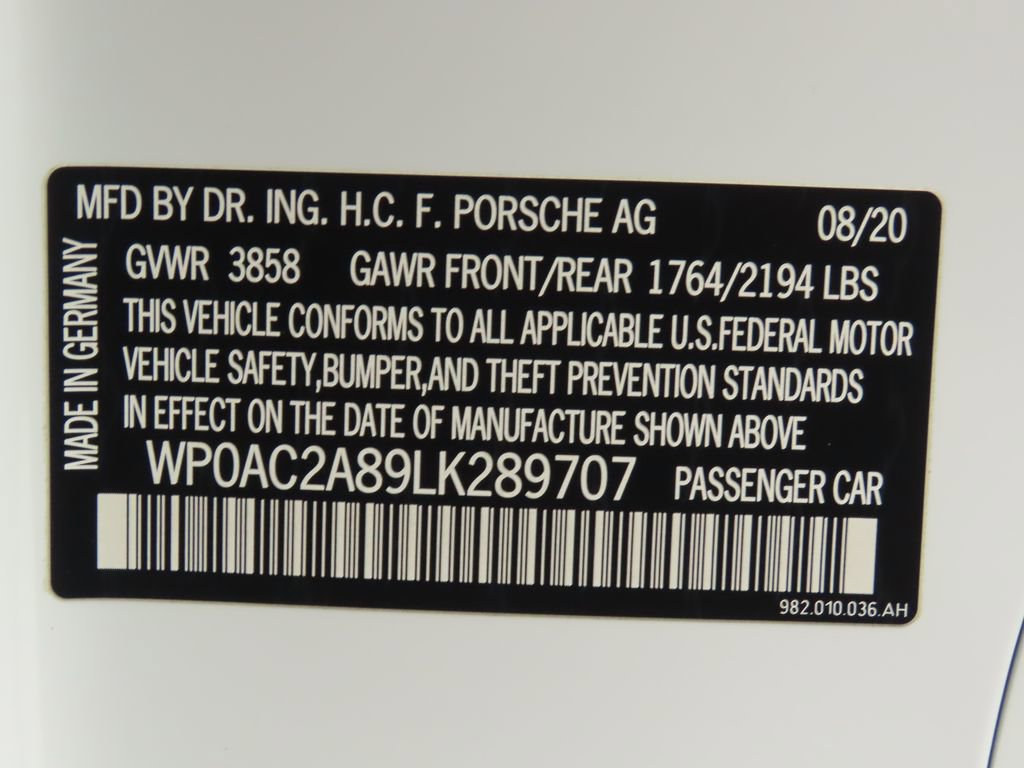 MFD BY DR. ING. H.C. F. PORSCHE AG 08/20
GVWR 3858 GAWR FRONT/REAR 1764/2194 LBS
THIS VEHICLE CONFORMS TO ALL APPLICABLE U.S.FEDERAL MOTOR
VEHICLE SAFETY,BUMPER,AND THEFT PREVENTION STANDARDS
IN EFFECT ON THE DATE OF MANUFACTURE SHOWN ABOVE
WP0AC2A89LK289707 PASSENGER CAR
982.010.036.AH
MADE IN GERMANY